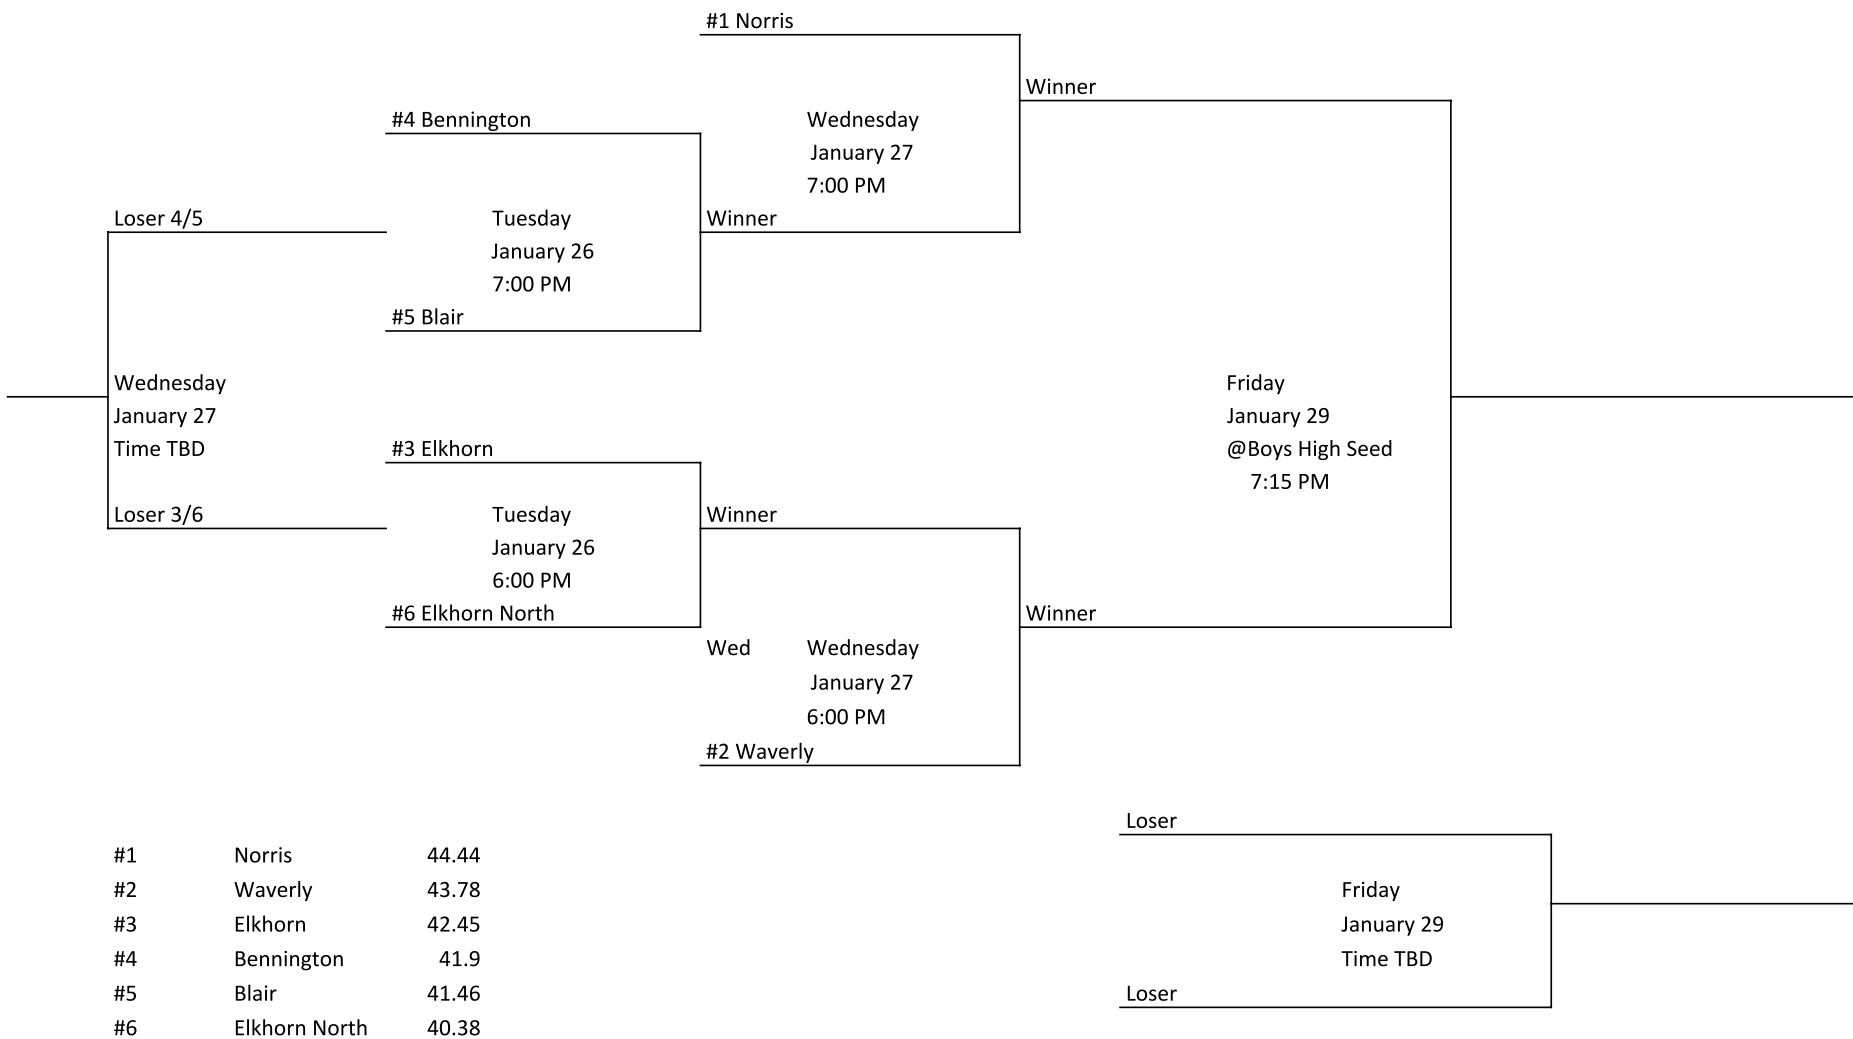 #1 Norris
Winner
#4 Bennington
Wednesday
January 27
7:00 PM
Loser 4/5
Tuesday
January 26
7:00 PM
Winner
#5 Blair
Wednesday
January 27
Time TBD
Friday
January 29
@Boys High Seed
7:15 PM
#3 Elkhorn
Loser 3/6
Tuesday
January 26
6:00 PM
Winner
#6 Elkhorn North
Winner
Wed Wednesday
January 27
6:00 PM
#2 Waverly
Loser
Friday
January 29
Time TBD
Loser
#1 Norris 44.44
#2 Waverly 43.78
#3 Elkhorn 42.45
#4 Bennington 41.9
#5 Blair 41.46
#6 Elkhorn North 40.38